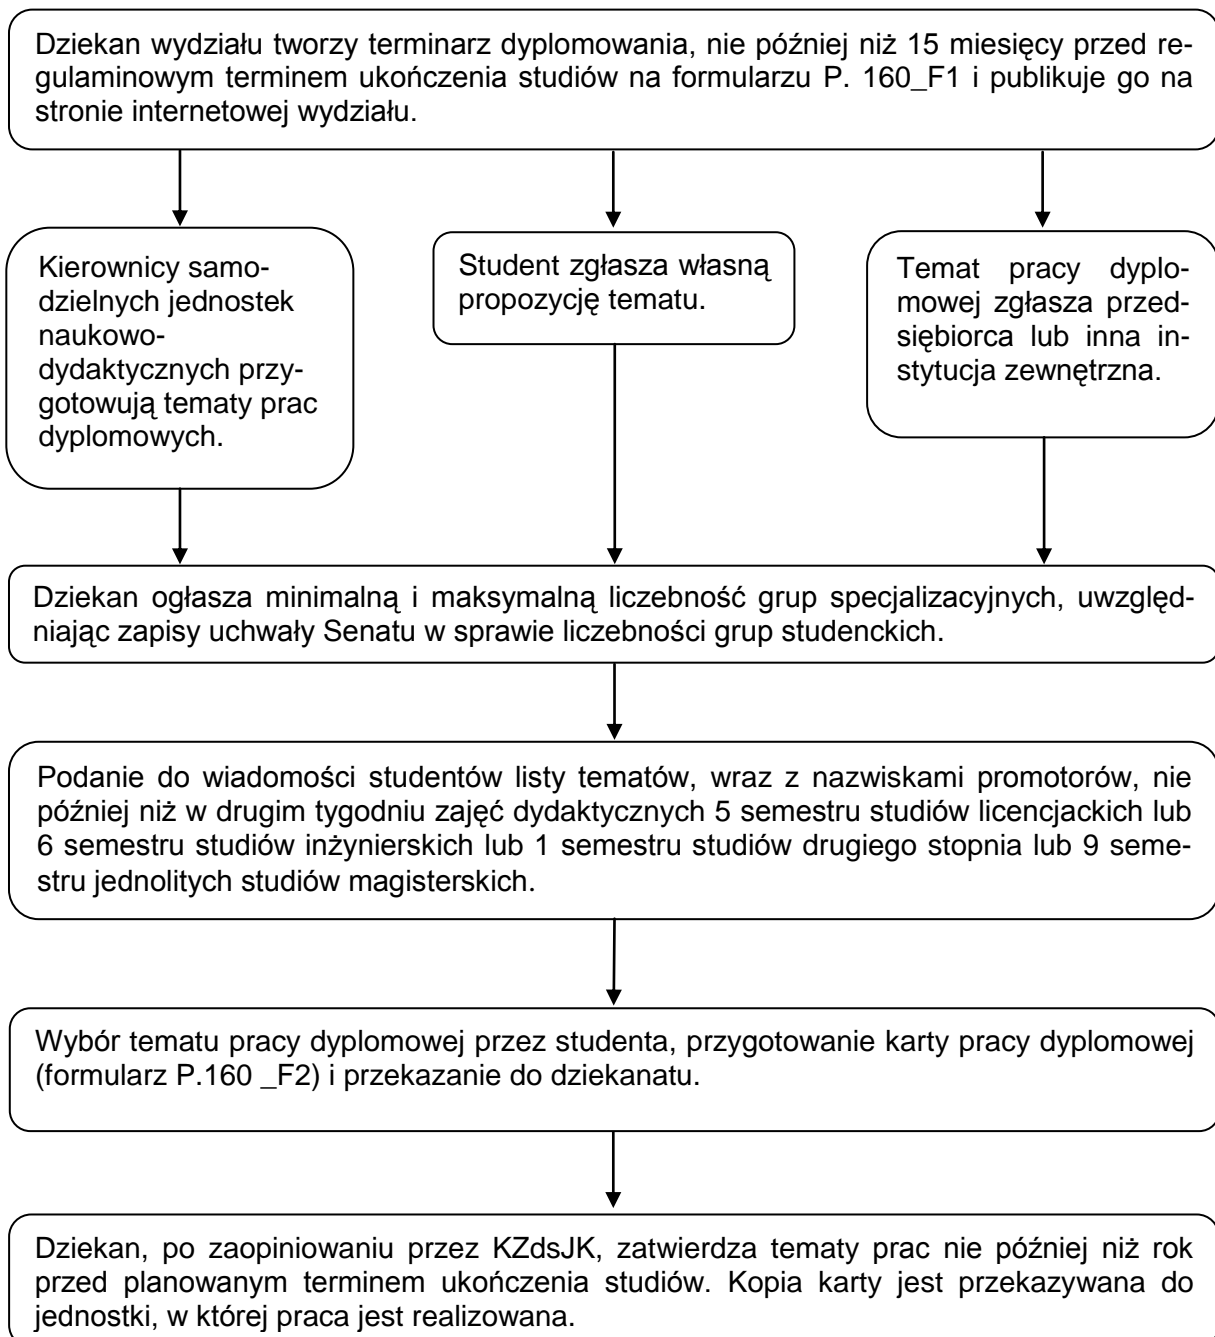 Dziekan wydziału tworzy terminarz dyplomowania, nie później niż 15 miesięcy przed re-
gulaminowym terminem ukończenia studiów na formularzu P. 160_F1 i publikuje go na
stronie internetowej wydziału.
Kierownicy samo-
dzielnych jednostek
naukowo-
dydaktycznych przy-
gotowują tematy prac
dyplomowych.
Student zgłasza własną
propozycję tematu.
Temat pracy dyplo-
mowej zgłasza przed-
siębiorca lub inna in-
stytucja zewnętrzna.
Dziekan ogłasza minimalną i maksymalną liczebność grup specjalizacyjnych, uwzględ-
niając zapisy uchwały Senatu w sprawie liczebności grup studenckich.
Podanie do wiadomości studentów listy tematów, wraz z nazwiskami promotorów, nie
później niż w drugim tygodniu zajęć dydaktycznych 5 semestru studiów licencjackich lub
6 semestru studiów inżynierskich lub 1 semestru studiów drugiego stopnia lub 9 seme-
stru jednolitych studiów magisterskich.
Wybór tematu pracy dyplomowej przez studenta, przygotowanie karty pracy dyplomowej
(formularz P.160 _F2) i przekazanie do dziekanatu.
Dziekan, po zaopiniowaniu przez KZdsJK, zatwierdza tematy prac nie później niż rok
przed planowanym terminem ukończenia studiów. Kopia karty jest przekazywana do
jednostki, w której praca jest realizowana.